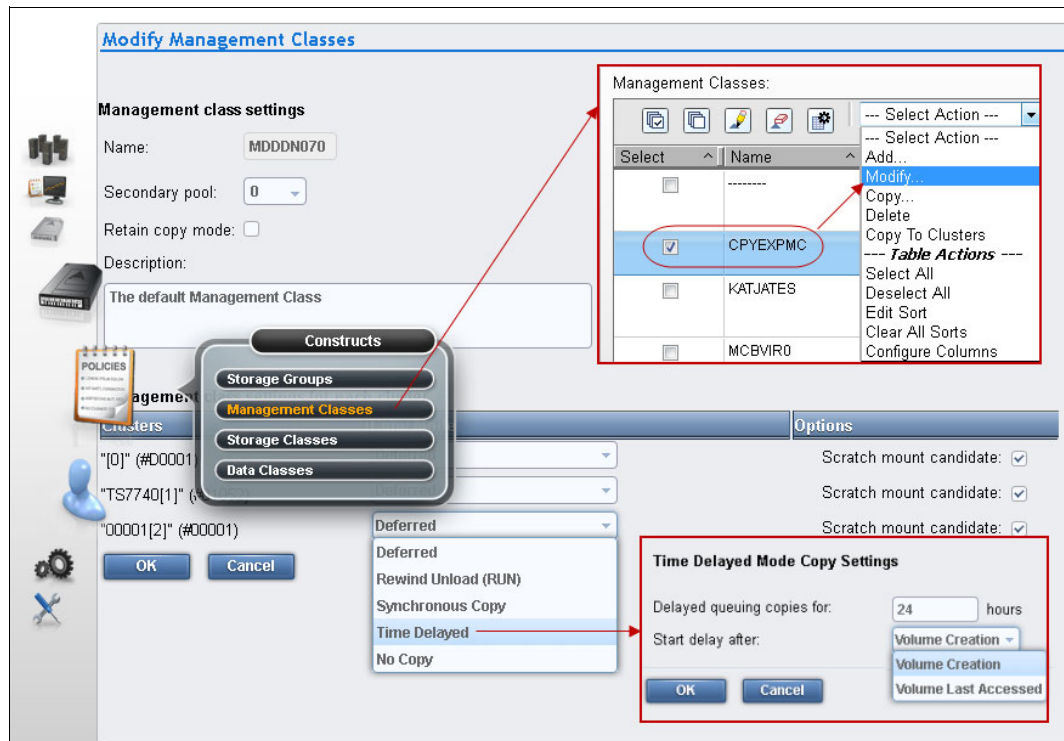 Modify Management Classes
Management class settings
Name: MDDDN070
Secondary pool: 0
Retain copy mode:
Description:
The default Management Class
Management Classes:
--- Select Action ---
Select ^ Name ^
--------
CPYEXPMC
KATJATES
MCBVIR0
--- Select Action ---
Add...
Modify...
Copy...
Delete
Copy To Clusters
--- Table Actions ---
Select All
Deselect All
Edit Sort
Clear All Sorts
Configure Columns
POLICIES
Constructs
Storage Groups
Management Classes
Storage Classes
Data Classes
Clusters Options
"[0]" (#D0001) Scratch mount candidate:
"TS7740[1]" Scratch mount candidate:
"00001[2]" (#00001) Deferred Scratch mount candidate:
Deferred
Rewind Unload (RUN)
Synchronous Copy
Time Delayed
No Copy
OK Cancel
Time Delayed Mode Copy Settings
Delayed queuing copies for: 24 hours
Start delay after: Volume Creation
Volume Creation
Volume Last Accessed
OK Cancel